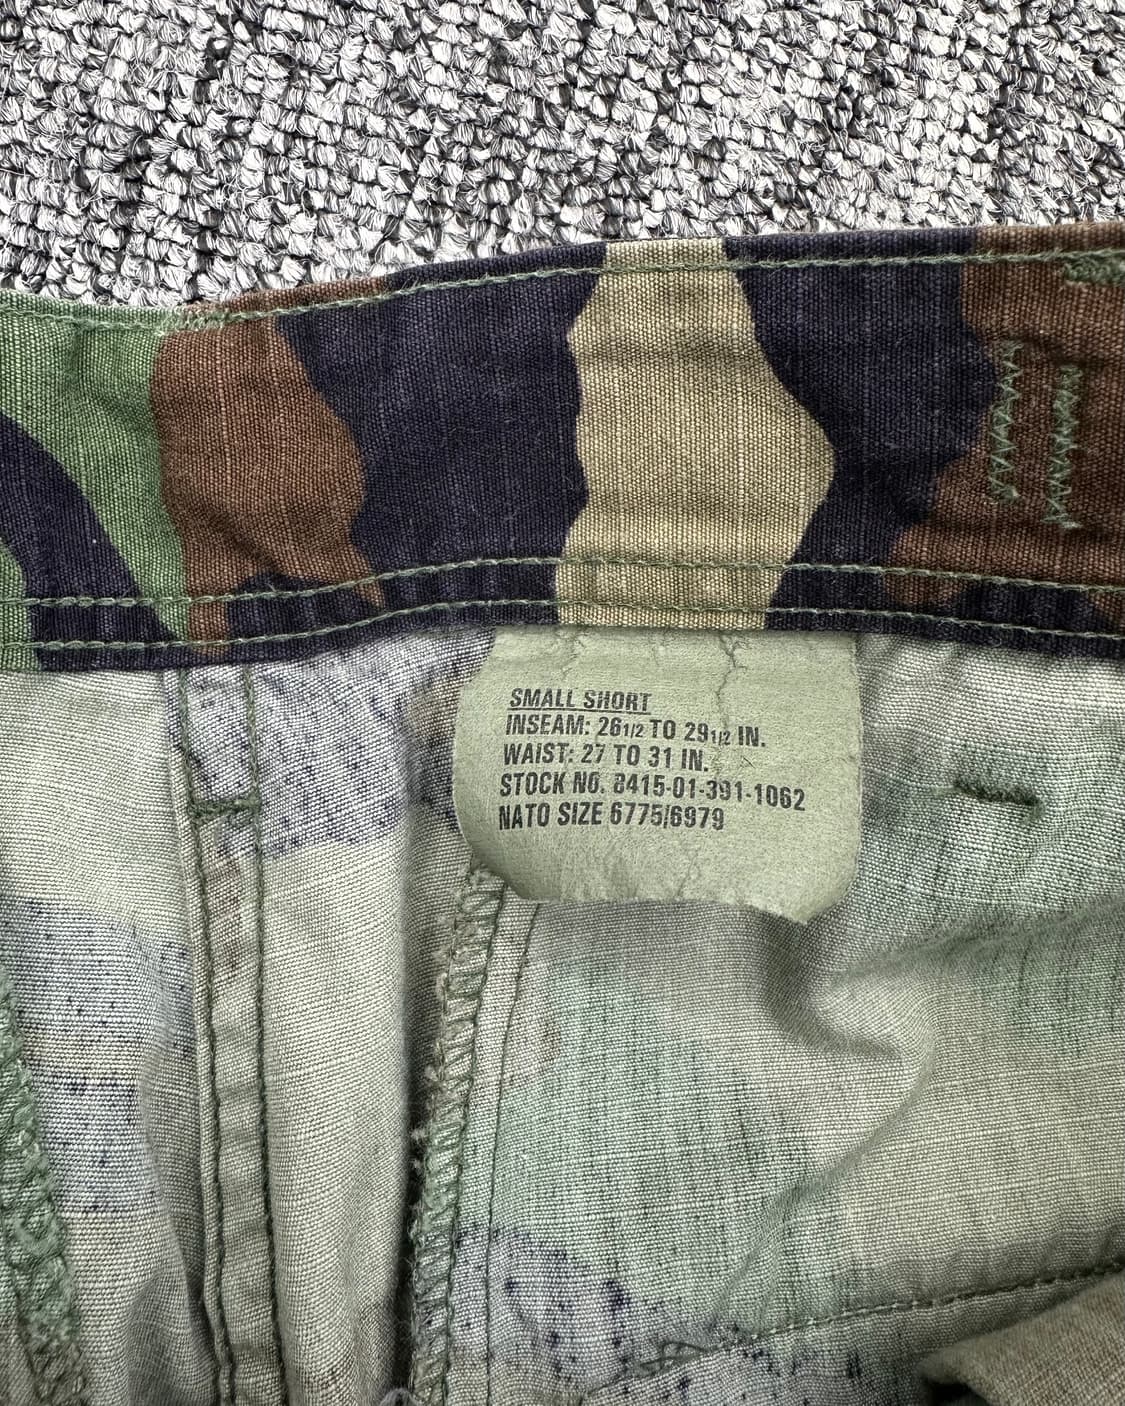 SMALL SHORT
INSEAM: 26 1/2 TO 29 1/2 IN.
WAIST: 27 TO 31 IN.
STOCK NO. 8415-01-391-1062
NATO SIZE 6775/6979